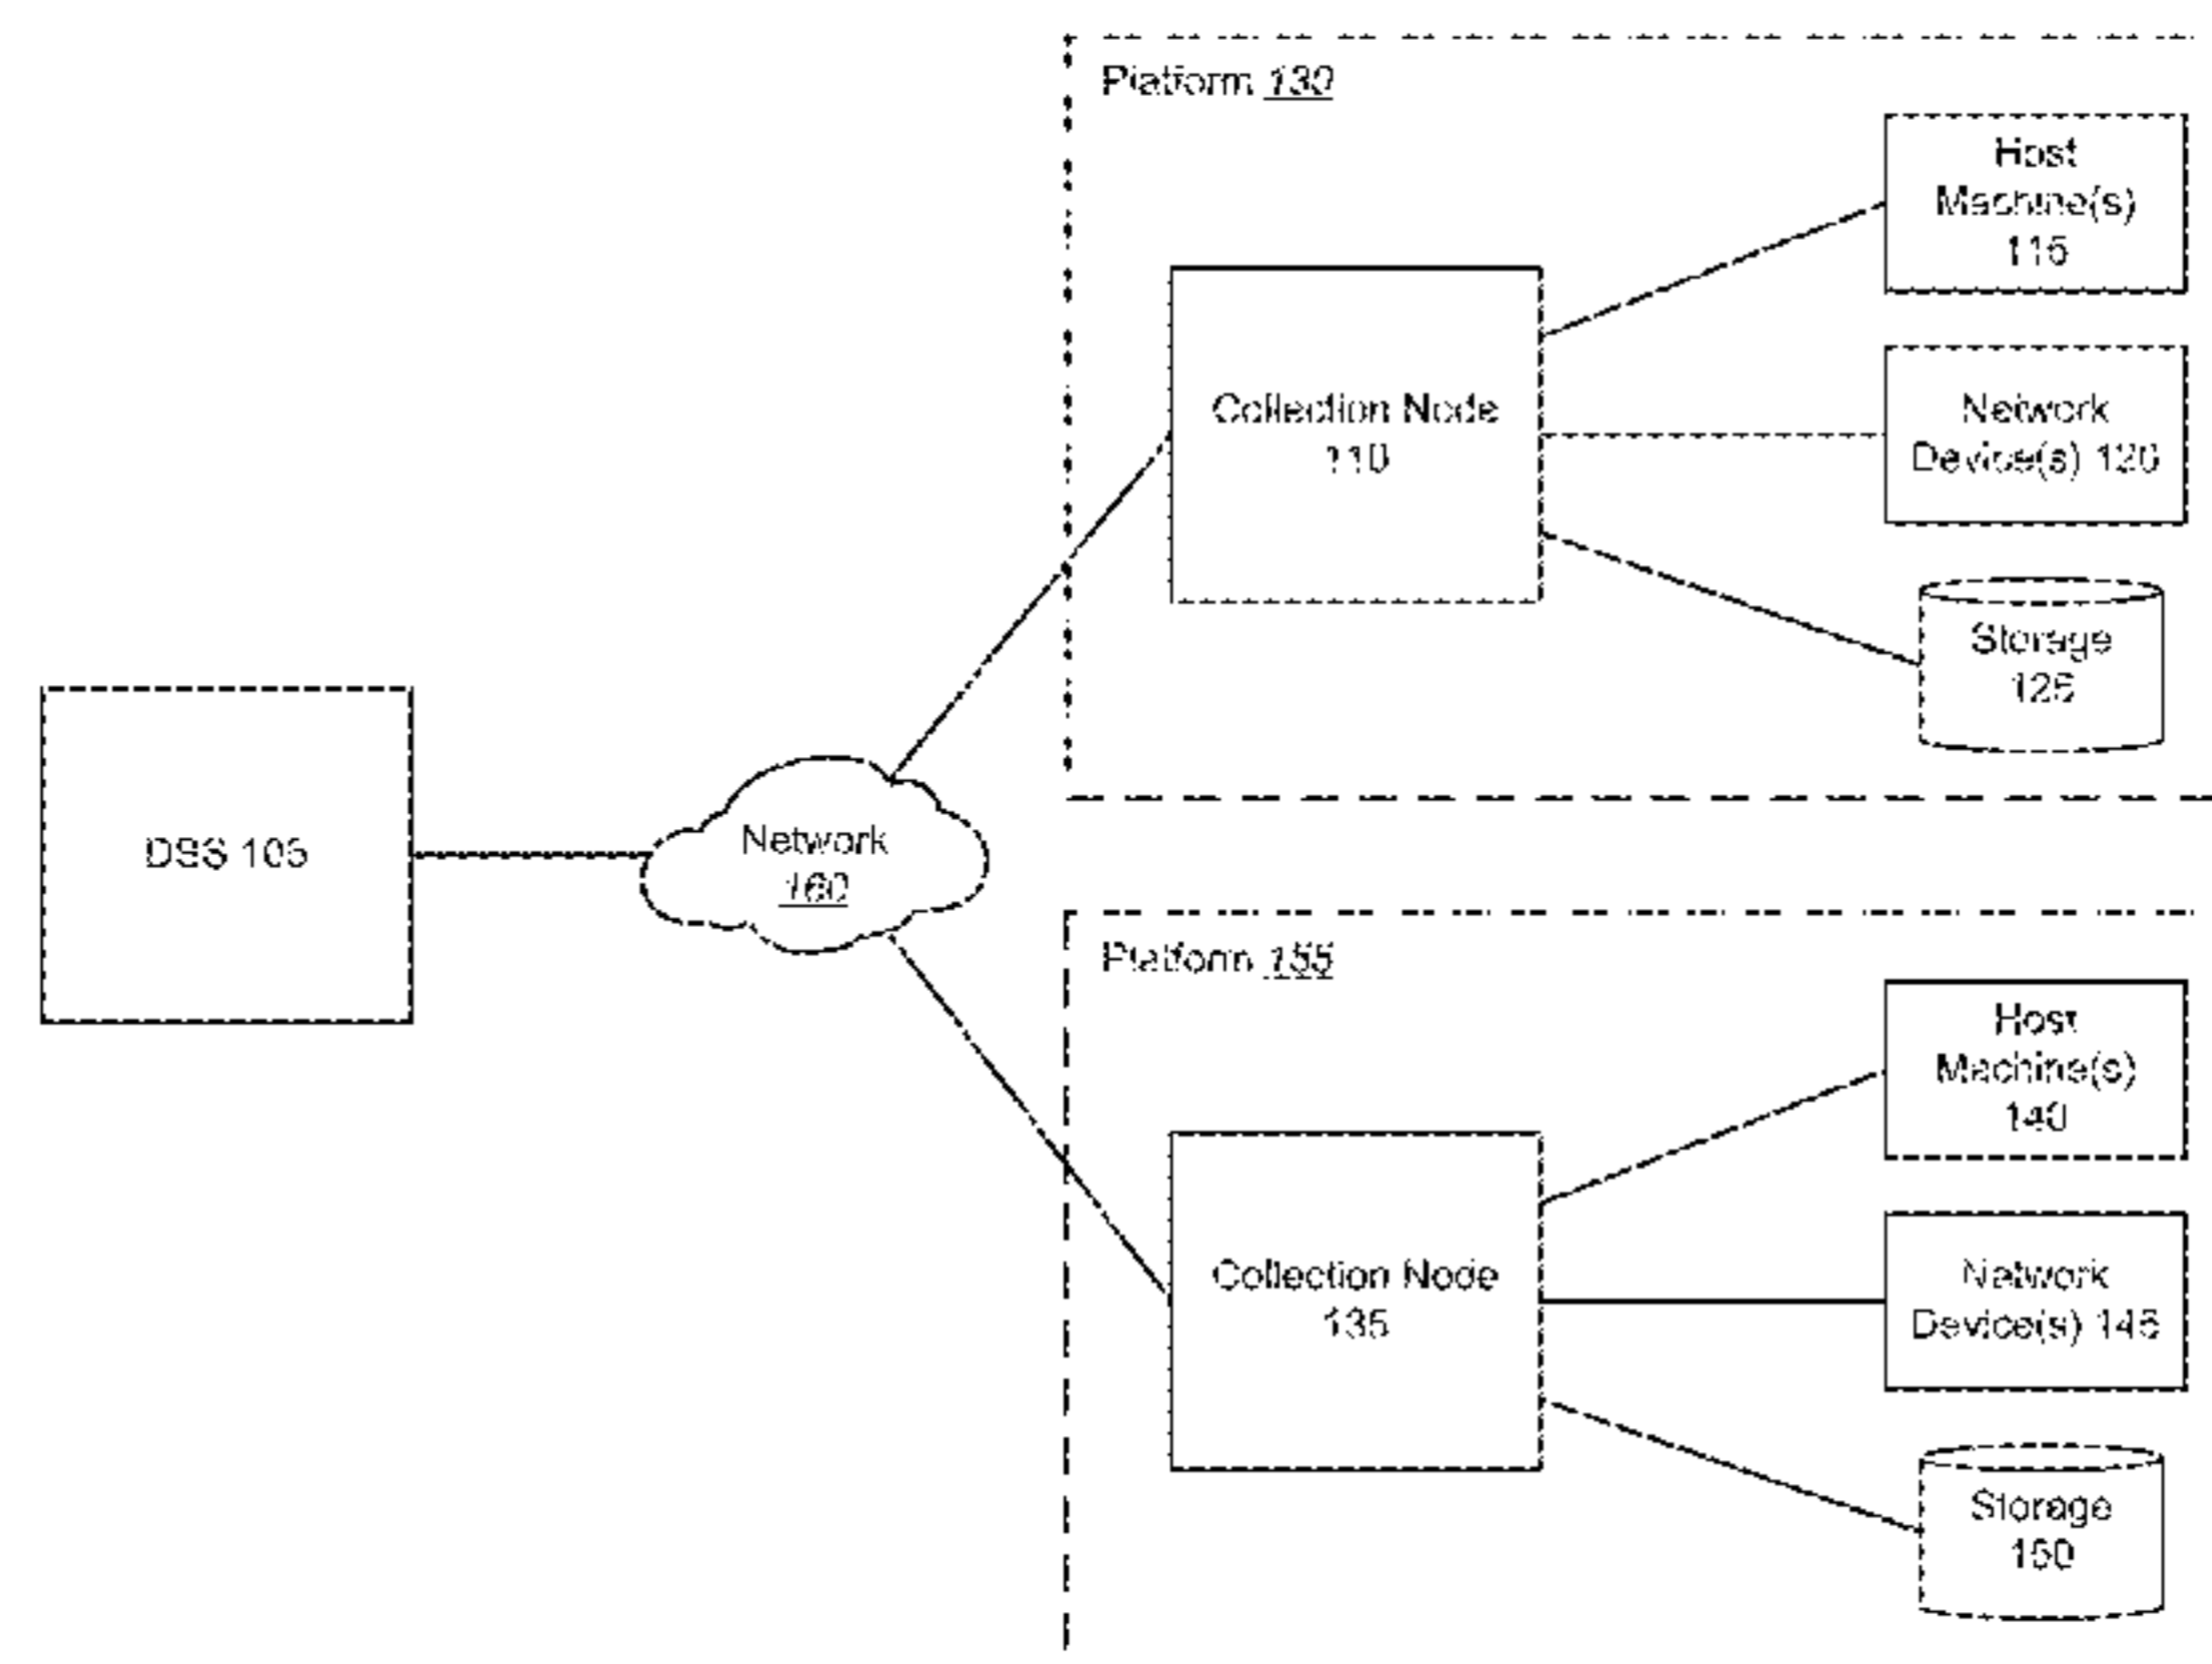 Platform 130
Host
Machine(s)
115
Collection Node
110
Network
Device(s) 120
Storage
125
DSS 105
Network
160
Platform 155
Host
Machine(s)
140
Collection Node
135
Network
Device(s) 145
Storage
150